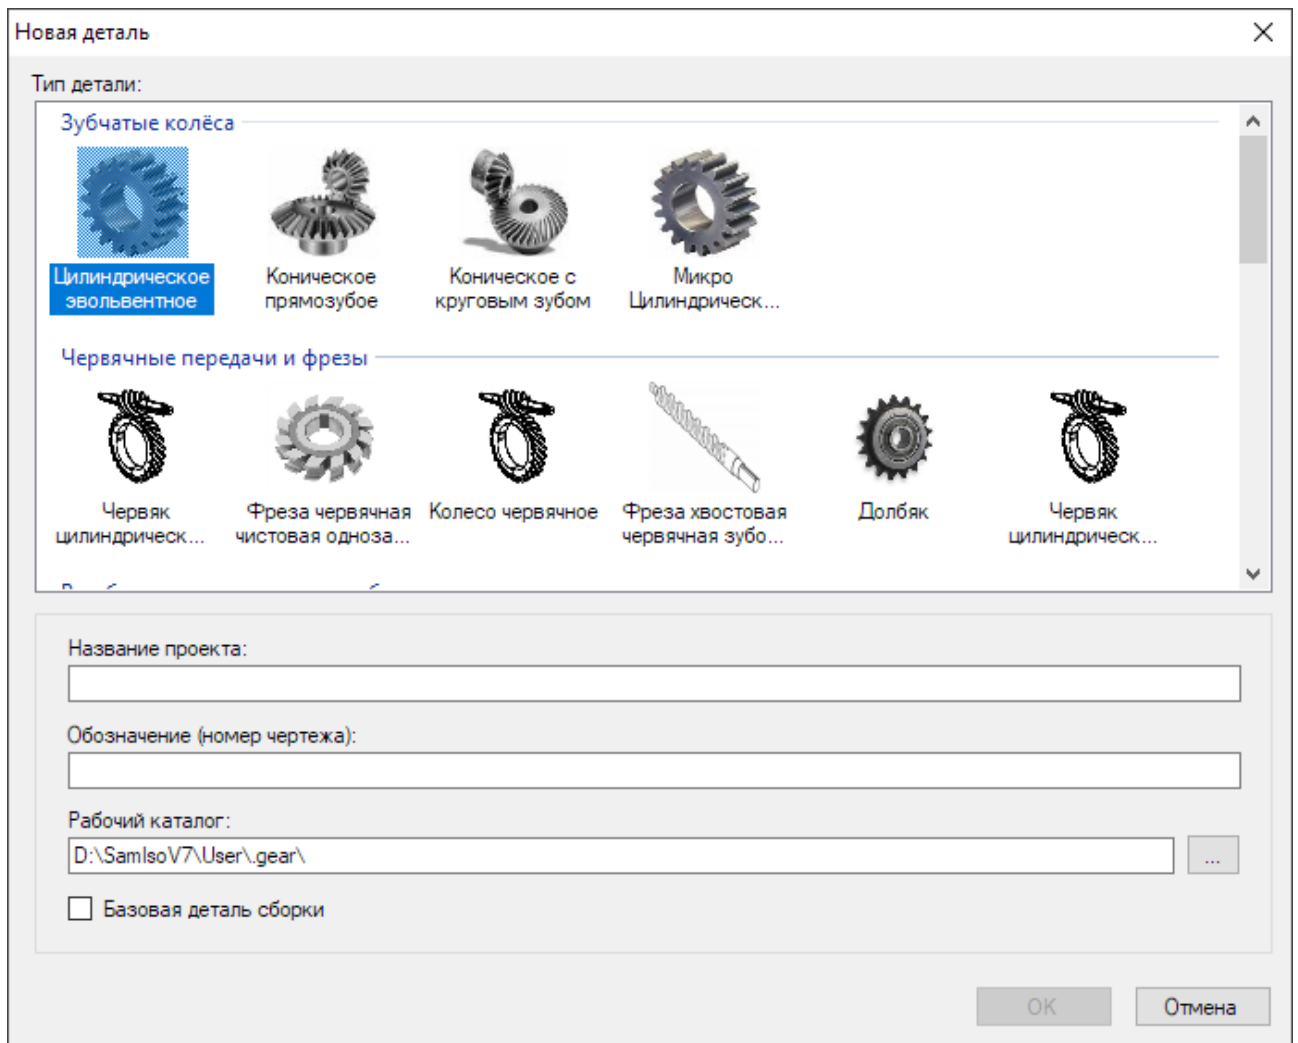 Новая деталь
Тип детали:
Зубчатые колёса
Цилиндрическое эвольвентное
Коническое прямозубое
Коническое с круговым зубом
Микро Цилиндрическ...
Червячные передачи и фрезы
Червяк цилиндрическ...
Фреза червячная чистовая одноза...
Колесо червячное
Фреза хвостовая червячная зубо...
Долбяк
Червяк цилиндрическ...
Название проекта:
Обозначение (номер чертежа):
Рабочий каталог:
D:\SamIsoV7\User\.gear\
...
Базовая деталь сборки
OK
Отмена